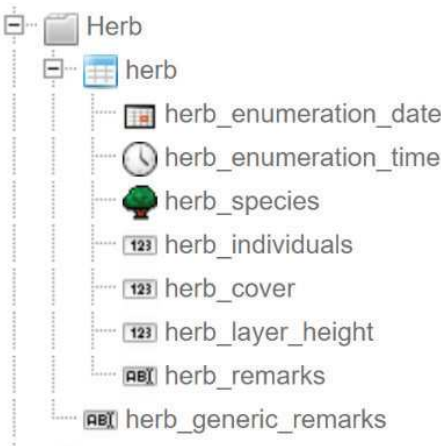 Herb
herb
herb_enumeration_date
herb_enumeration_time
herb_species
123 herb_individuals
123 herb_cover
123 herb_layer_height
ABI herb_remarks
ABI herb_generic_remarks